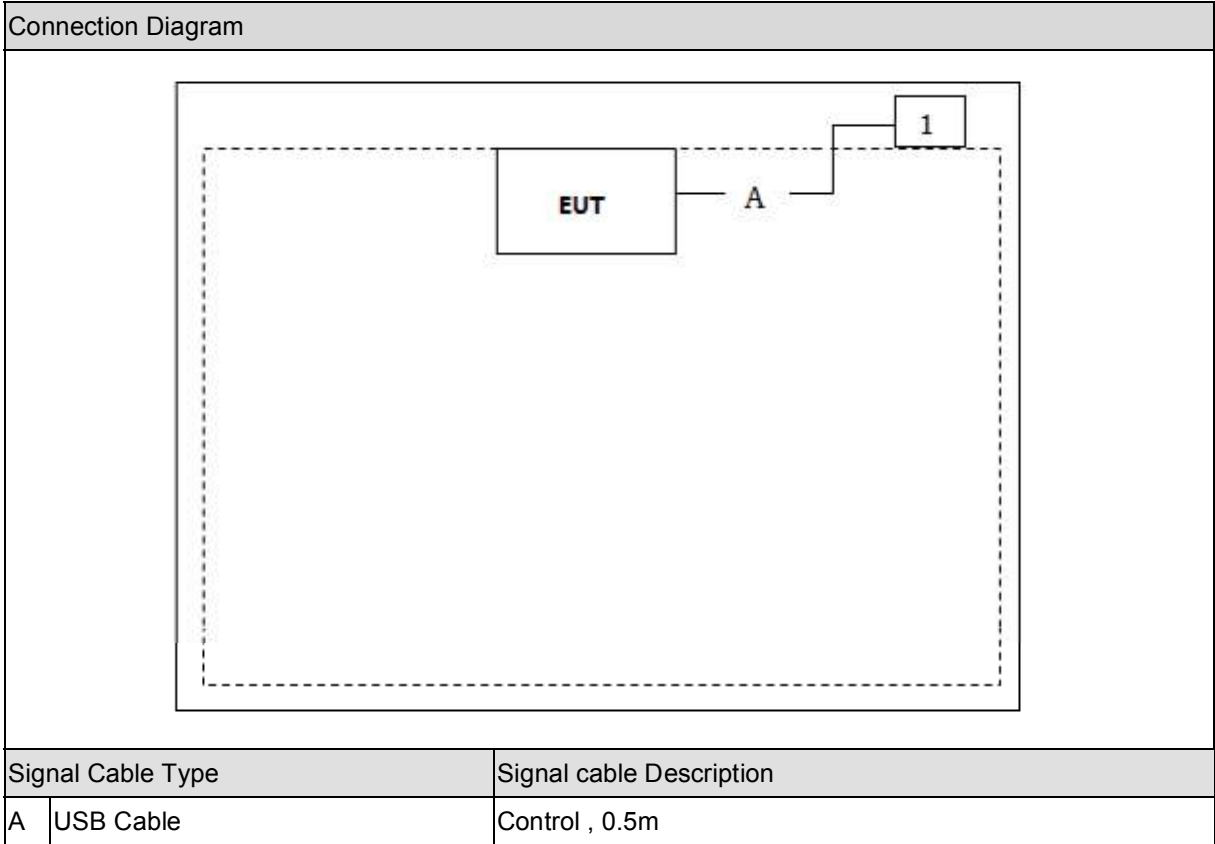 Connection Diagram
1
EUT
A
Signal Cable Type Signal cable Description
A USB Cable Control , 0.5m